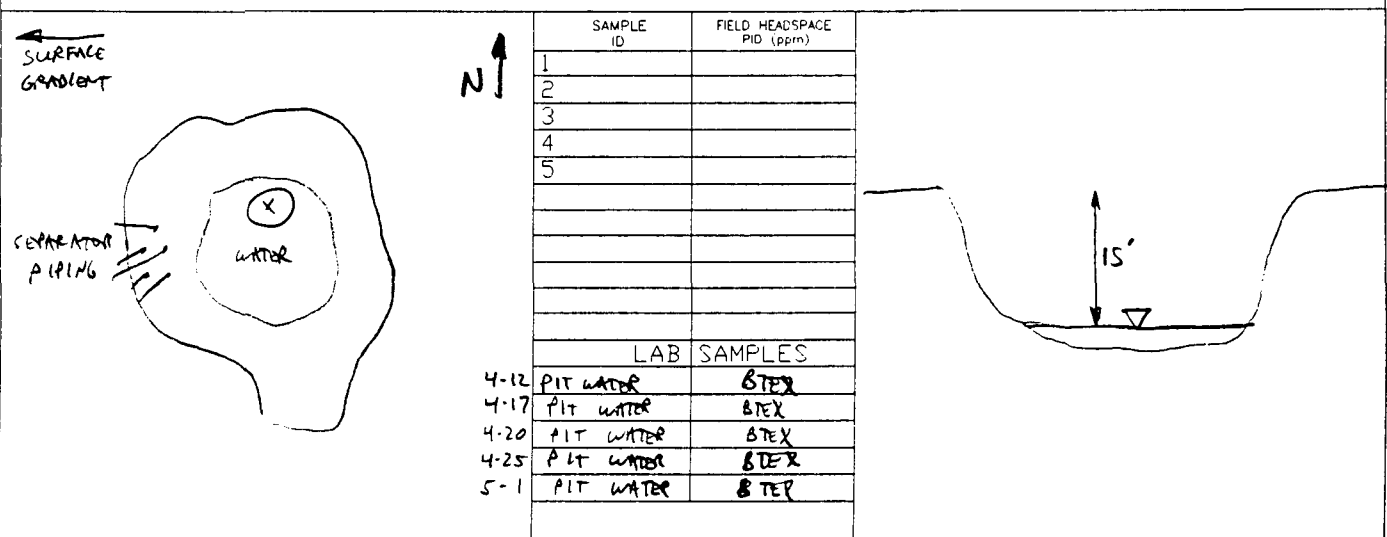 SURFACE
GRADIENT
N
SEPARATOR
PIPING
X
WATER
SAMPLE ID FIELD HEADSPACE PID (ppm)
1
2
3
4
5
LAB SAMPLES
4-12 PIT WATER BTEX
4-17 PIT WATER BTEX
4-20 PIT WATER BTEX
4-25 PIT WATER BTEX
5-1 PIT WATER BTEX
15'